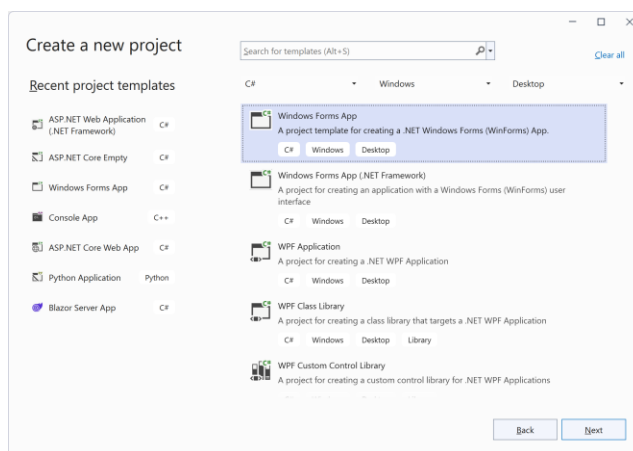 Create a new project
Search for templates (Alt+S)
Clear all
Recent project templates
ASP.NET Web Application
(.NET Framework)
C#
ASP.NET Core Empty
C#
Windows Forms App
C#
Console App
C++
ASP.NET Core Web App
C#
Python Application
Python
Blazor Server App
C#
C#
Windows
Desktop
Windows Forms App
A project template for creating a .NET Windows Forms (WinForms) App.
C# Windows Desktop
Windows Forms App (.NET Framework)
A project for creating an application with a Windows Forms (WinForms) user
interface
C# Windows Desktop
WPF Application
A project for creating a .NET WPF Application
C# Windows Desktop
WPF Class Library
A project for creating a class library that targets a .NET WPF Application
C# Windows Desktop Library
WPF Custom Control Library
A project for creating a custom control library for .NET WPF Applications
Back
Next